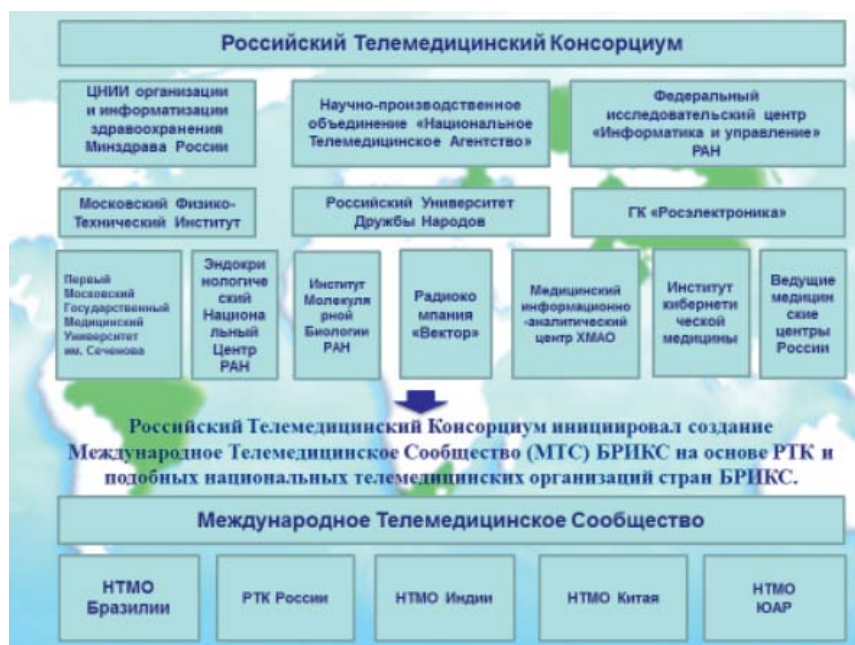 Российский Телемедицинский Консорциум
ЦНИИ организации
и информатизации
здравоохранения
Минздрава России
Научно-производственное
объединение «Национальное
Телемедицинское Агентство»
Федеральный
исследовательский центр
«Информатика и управление»
РАН
Московский Физико-
Технический Институт
Российский Университет
Дружбы Народов
ГК «Росэлектроника»
Первый
Московский
Государственный
Медицинский
Университет
им. Сеченова
Эндокри
нологиче
ский
Национа
льный
Центр
РАН
Институт
Молекуля
рной
Биологии
РАН
Радиоко
мпания
«Вектор»
Медицинский
информационно
-аналитический
центр ХМАО
Институт
кибернети
ческой
медицины
Ведущие
медицин
ские
центры
России
Российский Телемедицинский Консорциум инициировал создание
Международное Телемедицинское Сообщество (МТС) БРИКС на основе РТК и
подобных национальных телемедицинских организаций стран БРИКС.
Международное Телемедицинское Сообщество
НТМО
Бразилии
РТК России
НТМО Индии
НТМО Китая
НТМО
ЮАР